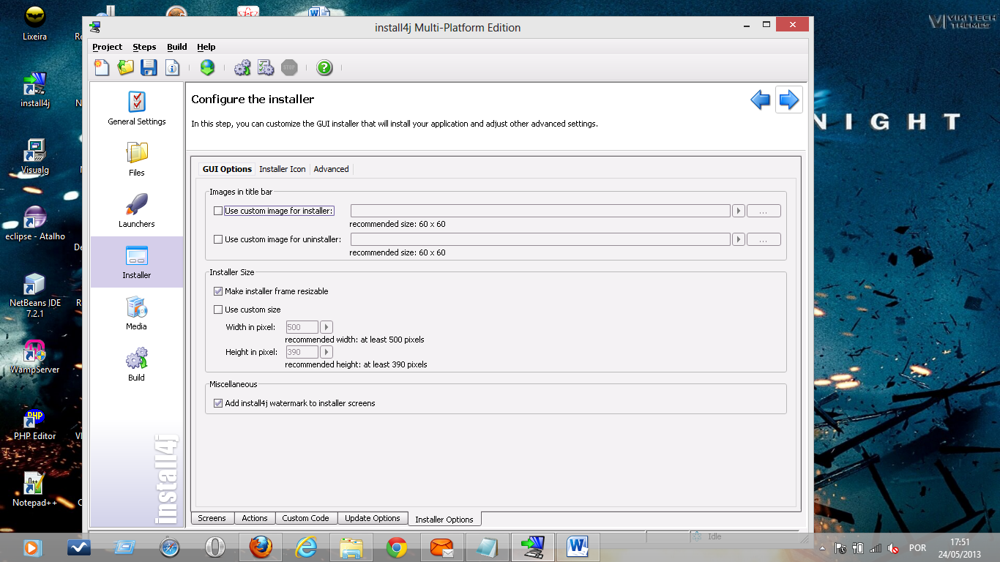 Lixeira
install4j
Visualg
eclipse - Atalho
NetBeans JDE
7.2.1
WampServer
PHP
PHP Editor
Notepad++
install4j Multi-Platform Edition
Project Steps Build Help
STOP
General Settings
Files
Launchers
Installer
Media
Build
install4j
Configure the installer
In this step, you can customize the GUI installer that will install your application and adjust other advanced settings.
GUI Options Installer Icon Advanced
Images in title bar
Use custom image for installer: ...
recommended size: 60 x 60
Use custom image for uninstaller: ...
recommended size: 60 x 60
Installer Size
Make installer frame resizable
Use custom size
Width in pixel: 500
recommended width: at least 500 pixels
Height in pixel: 390
recommended height: at least 390 pixels
Miscellaneous
Add install4j watermark to installer screens
Screens Actions Custom Code Update Options Installer Options
Idle
VIKITECH
THEMES
NIGHT
POR
17:51
24/05/2013